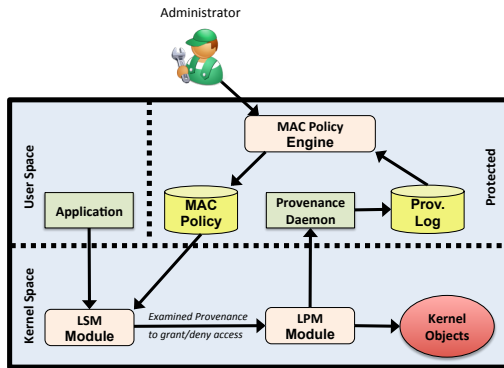 Administrator
MAC Policy
Engine
User Space
Protected
Application
MAC
Policy
Provenance
Daemon
Prov.
Log
Kernel Space
LSM
Module
Examined Provenance
to grant/deny access
LPM
Module
Kernel
Objects